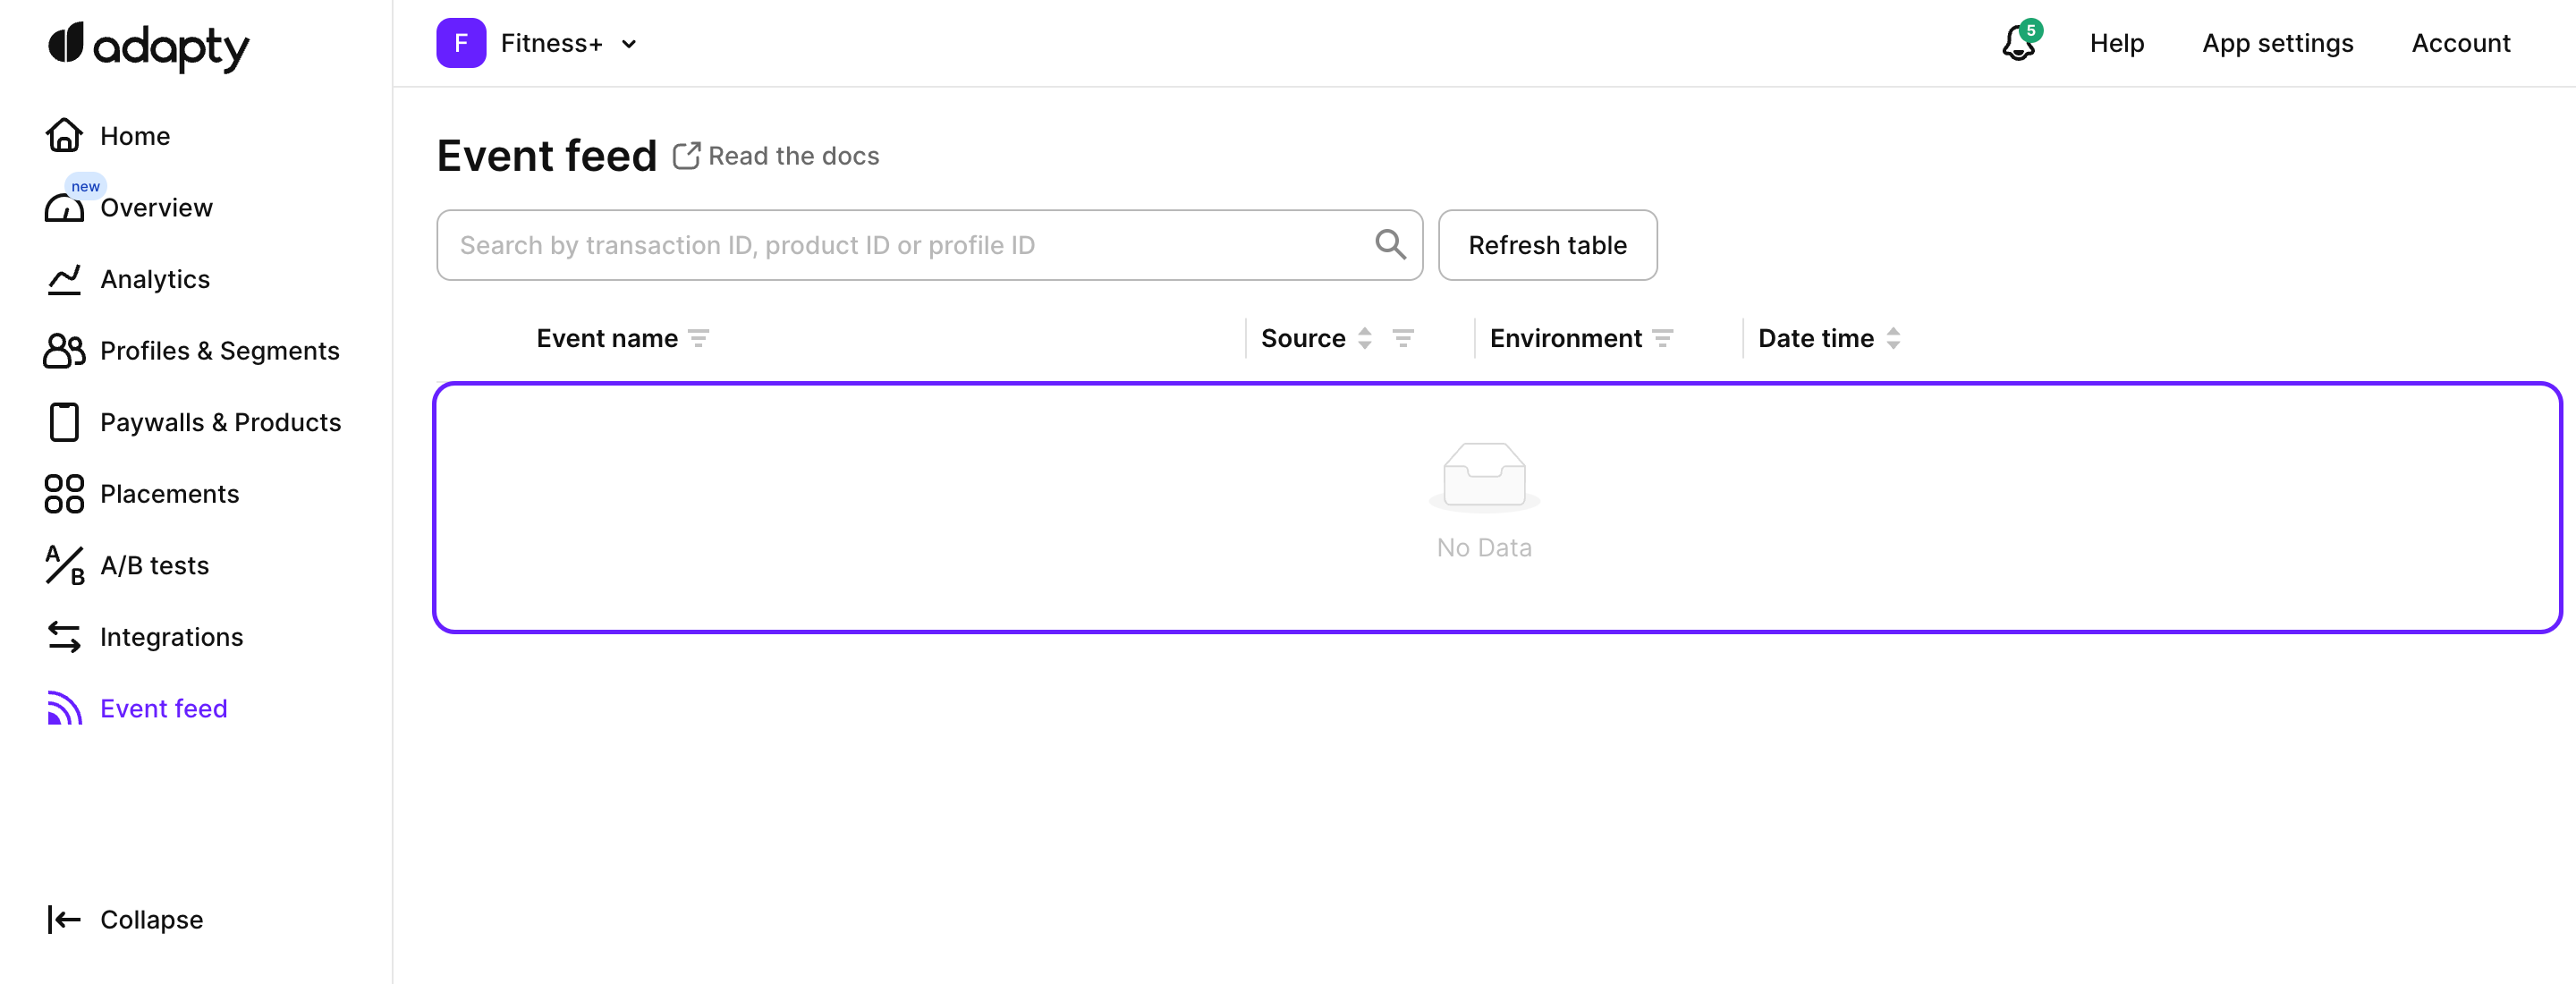 adapty
F Fitness+
5
Help
App settings
Account
Home
new
Overview
Analytics
Profiles & Segments
Paywalls & Products
Placements
A/B tests
A/B
Integrations
Event feed
Collapse
Event feed
Read the docs
Search by transaction ID, product ID or profile ID
Refresh table
Event name
Source
Environment
Date time
No Data